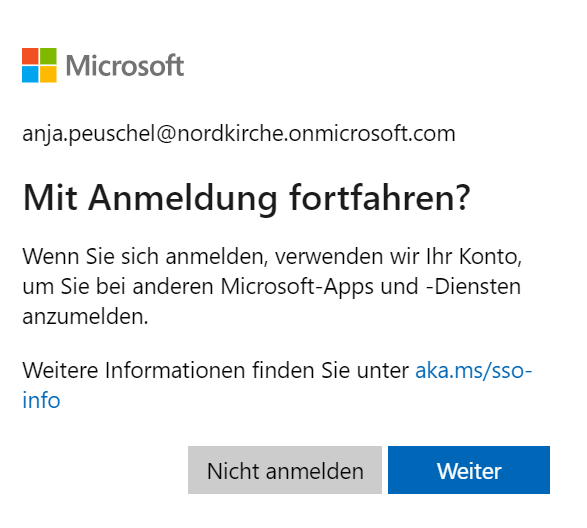 Microsoft
anja.peuschel@nordkirche.onmicrosoft.com
Mit Anmeldung fortfahren?
Wenn Sie sich anmelden, verwenden wir Ihr Konto,
um Sie bei anderen Microsoft-Apps und -Diensten
anzumelden.
Weitere Informationen finden Sie unter aka.ms/sso-
info
Nicht anmelden
Weiter